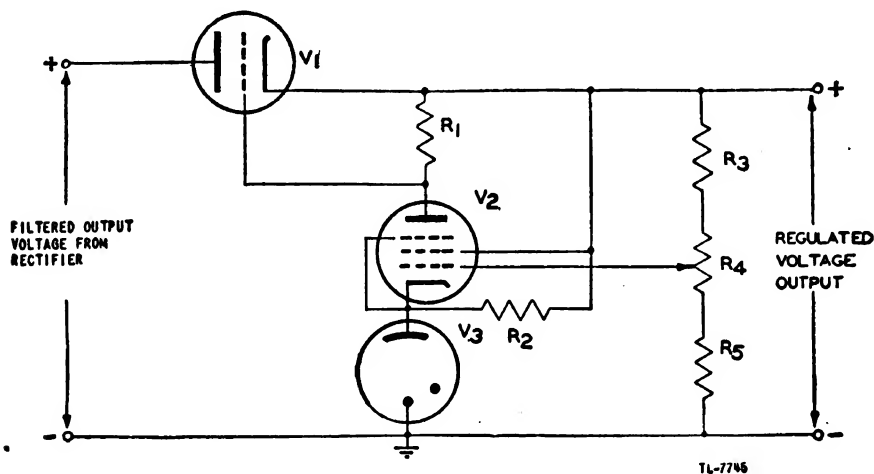 V1
+
+
R1
R3
V2
FILTERED OUTPUT
VOLTAGE FROM
RECTIFIER
REGULATED
VOLTAGE
OUTPUT
R4
V3
R2
R5
-
-
TL-7746